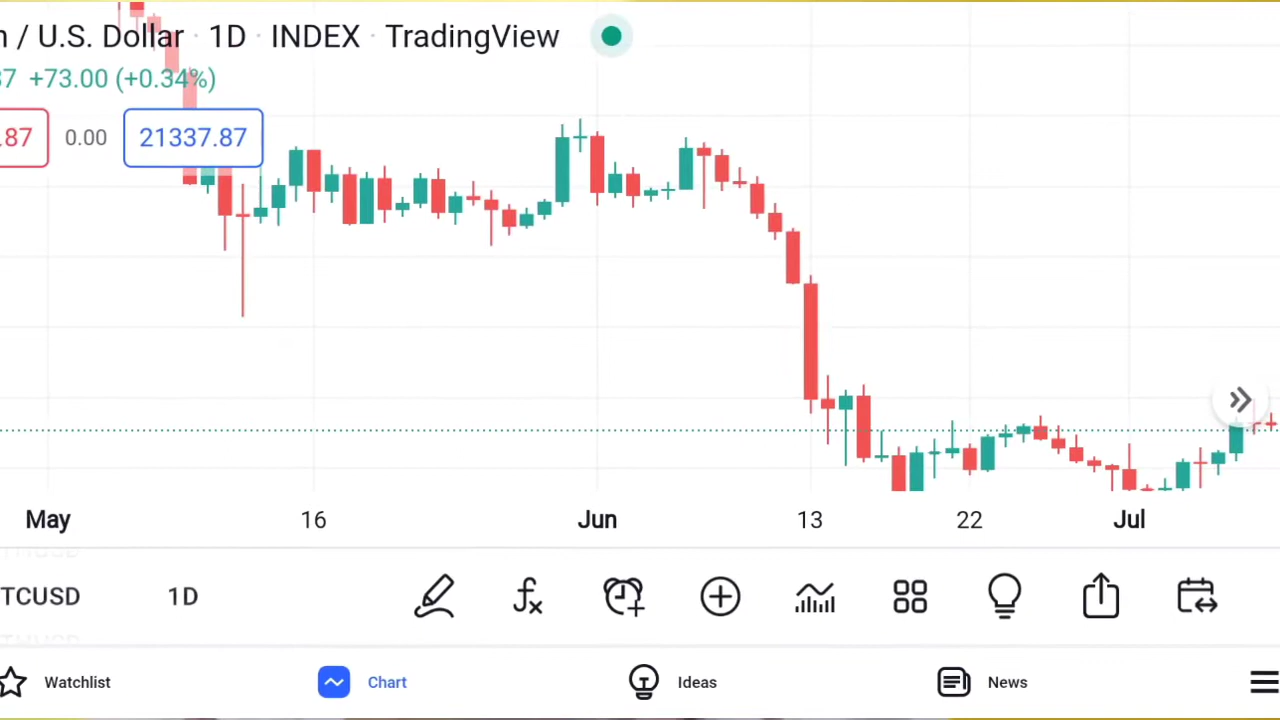 n / U.S. Dollar · 1D · INDEX · TradingView
37 +73.00 (+0.34%)
.87 0.00 21337.87
May 16 Jun 13 22 Jul
TCUSD 1D
Watchlist Chart Ideas News